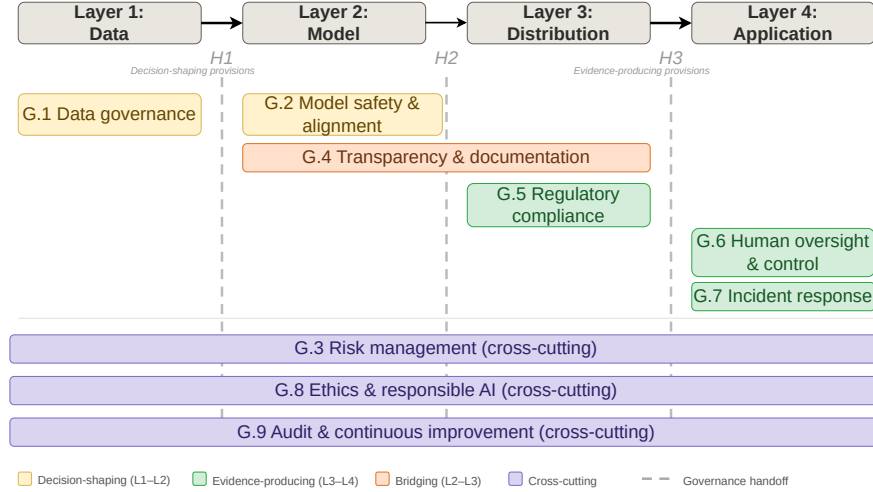 Layer 1:
Data
Layer 2:
Model
Layer 3:
Distribution
Layer 4:
Application
H1
H2
H3
Decision-shaping provisions
Evidence-producing provisions
G.1 Data governance
G.2 Model safety &
alignment
G.4 Transparency & documentation
G.5 Regulatory
compliance
G.6 Human oversight
& control
G.7 Incident response
G.3 Risk management (cross-cutting)
G.8 Ethics & responsible AI (cross-cutting)
G.9 Audit & continuous improvement (cross-cutting)
Decision-shaping (L1–L2)
Evidence-producing (L3–L4)
Bridging (L2–L3)
Cross-cutting
Governance handoff